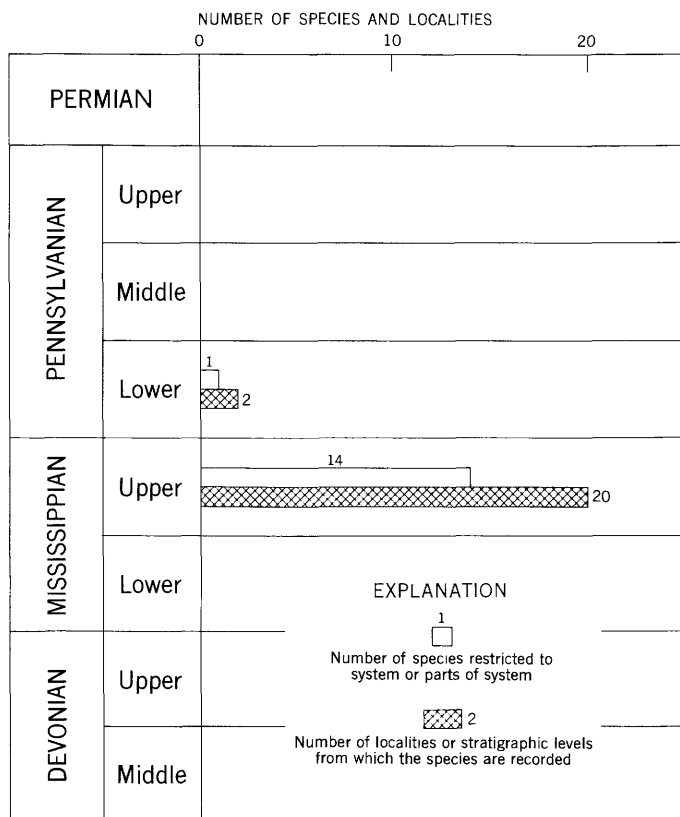 NUMBER OF SPECIES AND LOCALITIES
0 10 20
PERMIAN
PENNSYLVANIAN
Upper
Middle
Lower
1
2
MISSISSIPPIAN
Upper
14
20
Lower
DEVONIAN
Upper
Middle
EXPLANATION
1
Number of species restricted to
system or parts of system
2
Number of localities or stratigraphic levels
from which the species are recorded